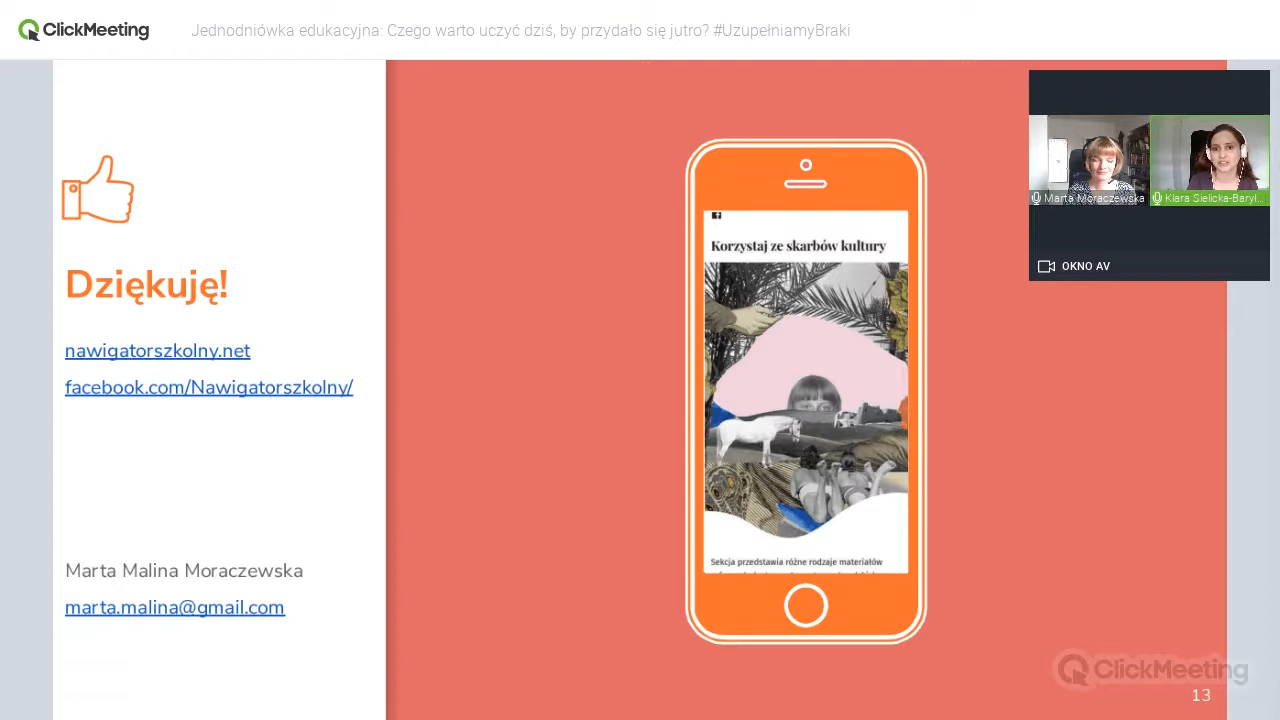 ClickMeeting
Jednodniówka edukacyjna: Czego warto uczyć dziś, by przydało się jutro? #UzupełniamyBraki
Dziękuję!
nawigatorszkolny.net
facebook.com/Nawigatorszkolny/
Marta Malina Moraczewska
marta.malina@gmail.com
Korzystaj ze skarbów kultury
Sekcja przedstawia różne rodzaje materiałów
Marta Moraczewska
Klara Sielicka-Barył...
OKNO AV
ClickMeeting
13